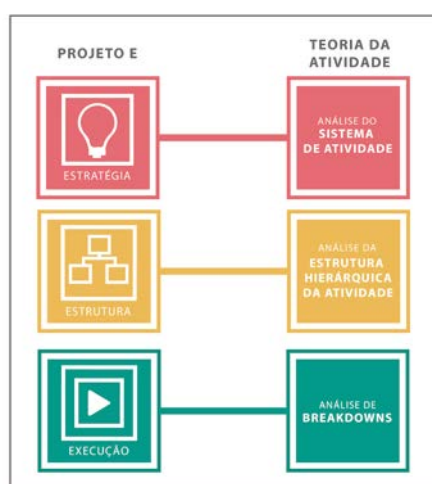 PROJETO E
TEORIA DA
ATIVIDADE
ESTRATÉGIA
ANÁLISE DO
SISTEMA
DE ATIVIDADE
ESTRUTURA
ANÁLISE DA
ESTRUTURA
HIERÁRQUICA
DA ATIVIDADE
EXECUÇÃO
ANÁLISE DE
BREAKDOWNS